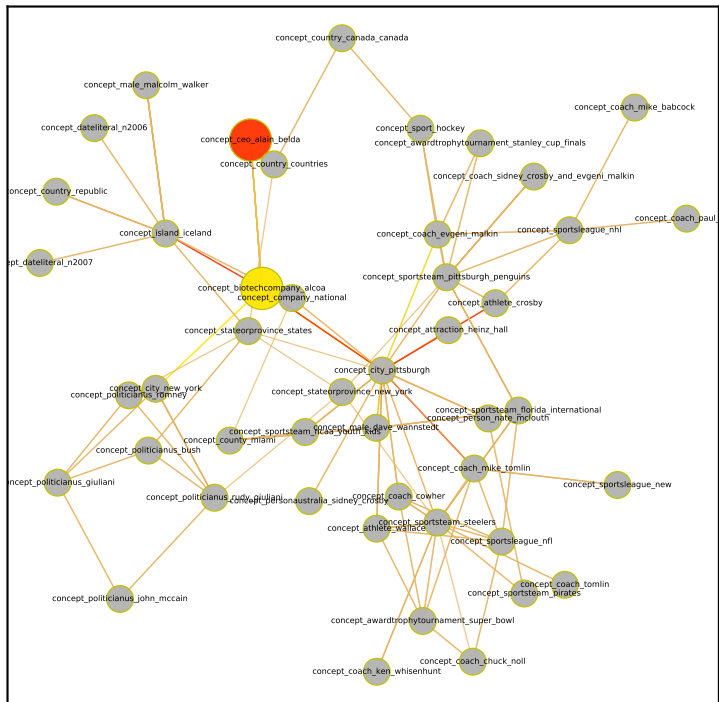 concept_country_canada_canada
concept_male_malcolm_walker
concept_coach_mike_babcock
concept_dateliteral_n2006
concept_sport_hockey
concept_ceo_alain_belda
concept_awardtrophytournament_stanley_cup_finals
concept_country_countries
concept_coach_sidney_crosby_and_evgeni_malkin
concept_country_republic
concept_coach_paul_
concept_island_iceland
concept_coach_evgeni_malkin
concept_sportsleague_nhl
ept_dateliteral_n2007
concept_sportsteam_pittsburgh_penguins
concept_biotechcompany_alcoa
concept_company_national
concept_athlete_crosby
concept_stateorprovince_states
concept_attraction_heinz_hall
concept_city_pittsburgh
concept_city_new_york
concept_stateorprovince_new_york
concept_politicianus_romney
concept_sportsteam_florida_international
concept_person_nate_mclouth
concept_county_miami
concept_sportsteam_ncaa_youth_kids
concept_male_dave_wannstedt
concept_politicianus_bush
concept_coach_mike_tomlin
concept_politicianus_giuliani
concept_sportsleague_new
concept_politicianus_rudy_giuliani
concept_personaustralia_sidney_crosby
concept_coach_cowher
concept_athlete_wallace
concept_sportsteam_steelers
concept_sportsleague_nfl
concept_coach_tomlin
concept_sportsteam_pirates
concept_politicianus_john_mccain
concept_awardtrophytournament_super_bowl
concept_coach_chuck_noll
concept_coach_ken_whisenhunt